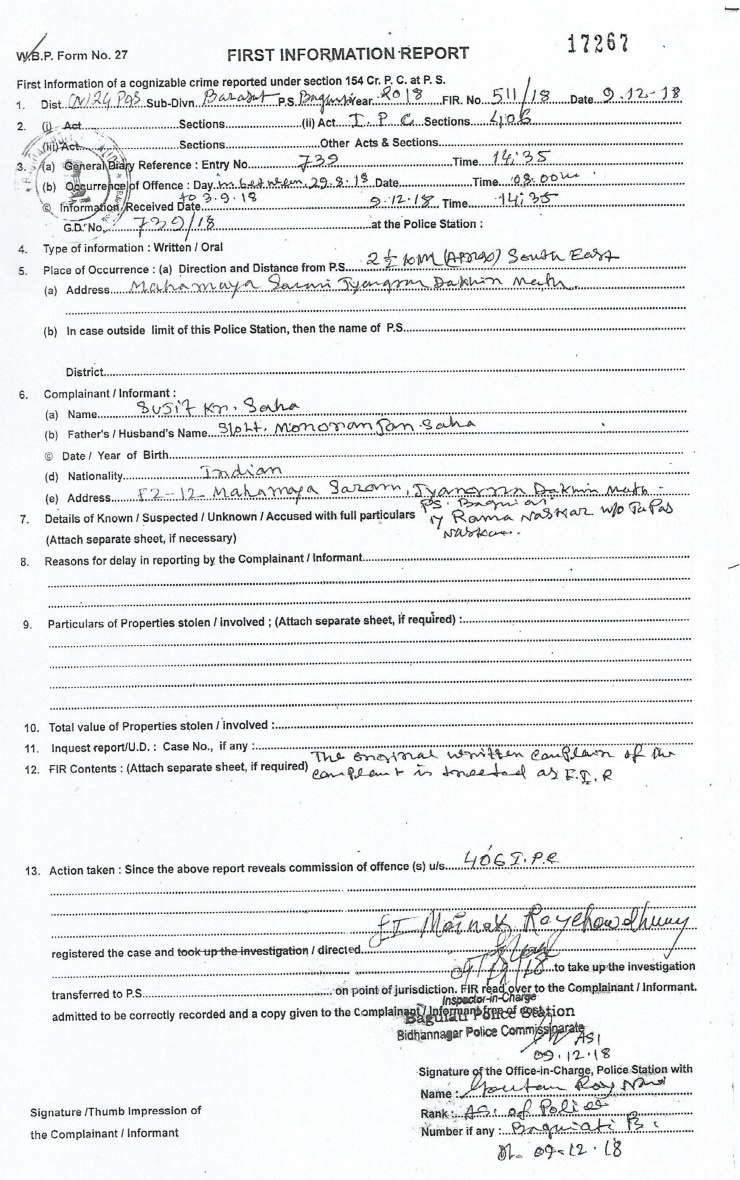 17267
W.B.P. Form No. 27 FIRST INFORMATION REPORT
First Information of a cognizable crime reported under section 154 Cr. P. C. at P. S.
1. Dist. (N) 24 PGS Sub-Divn. Barasat P.S. Baguiati Year 2018 FIR. No. 511/18 Date 9.12.18
2. (i) Act Sections (ii) Act I.P.C Sections 406
(iii) Act Sections Other Acts & Sections
3. (a) General Diary Reference : Entry No. 739 Time 14:35
(b) Occurrence of Offence : Day in between 29.8.18 Date Time 08:00
to 3.9.18
© Information Received Date 9.12.18 Time 14:35
G.D. No. 739/18 at the Police Station :
4. Type of information : Written / Oral
5. Place of Occurrence : (a) Direction and Distance from P.S. 2½ KM (Approx) South East
(a) Address Mahamaya Sarani Jyangra Dakhin Math
(b) In case outside limit of this Police Station, then the name of P.S.
District
6. Complainant / Informant :
(a) Name Sujit Kr. Saha
(b) Father's / Husband's Name S/o Lt. Monoranjan Saha
© Date / Year of Birth
(d) Nationality Indian
(e) Address F2-12 Mahamaya Sarani, Jyangra Dakhin Math
PS. Baguiati
7. Details of Known / Suspected / Unknown / Accused with full particulars 1) Rama Naskar w/o Tapas
(Attach separate sheet, if necessary) Naskar
8. Reasons for delay in reporting by the Complainant / Informant
9. Particulars of Properties stolen / involved ; (Attach separate sheet, if required) :
10. Total value of Properties stolen / involved :
11. Inquest report/U.D. : Case No., if any :
12. FIR Contents : (Attach separate sheet, if required) The original written complain of the
complant is treated as F.I.R
13. Action taken : Since the above report reveals commission of offence (s) u/s. 406 I.P.C
SI Mainak Roychowdhury
registered the case and took up the investigation / directed
09/12/18 to take up the investigation
transferred to P.S. on point of jurisdiction. FIR read over to the Complainant / Informant.
Inspector-in-Charge
admitted to be correctly recorded and a copy given to the Complainant / Informant free of cost
Baguiati Police Station
Bidhannagar Police Commissinarate
ASI
09.12.18
Signature of the Office-in-Charge, Police Station with
Name : Goutam Roy
Signature /Thumb Impression of
Rank : ASI of Police
the Complainant / Informant
Number if any : Baguiati P.S
Dt. 09-12-18